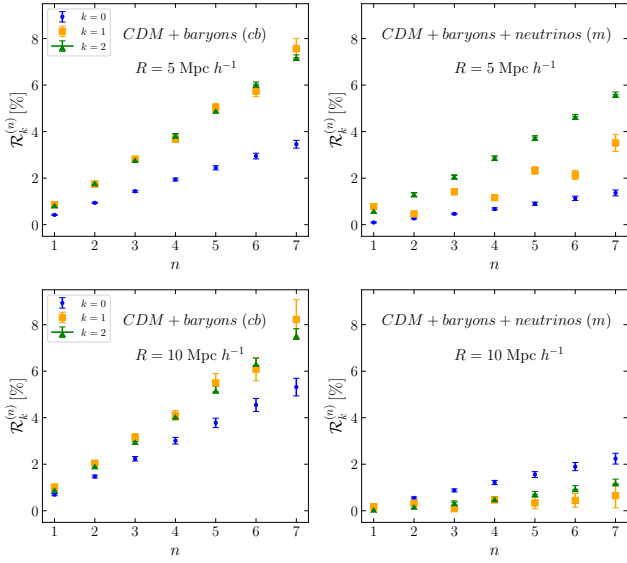 k = 0
k = 1
k = 2
CDM + baryons (cb)
R = 5 Mpc h⁻¹
ℛₖ⁽ⁿ⁾ [%]
8
6
4
2
0
1 2 3 4 5 6 7
n
CDM + baryons + neutrinos (m)
R = 5 Mpc h⁻¹
ℛₖ⁽ⁿ⁾ [%]
8
6
4
2
0
1 2 3 4 5 6 7
n
k = 0
k = 1
k = 2
CDM + baryons (cb)
R = 10 Mpc h⁻¹
ℛₖ⁽ⁿ⁾ [%]
8
6
4
2
0
1 2 3 4 5 6 7
n
CDM + baryons + neutrinos (m)
R = 10 Mpc h⁻¹
ℛₖ⁽ⁿ⁾ [%]
8
6
4
2
0
1 2 3 4 5 6 7
n